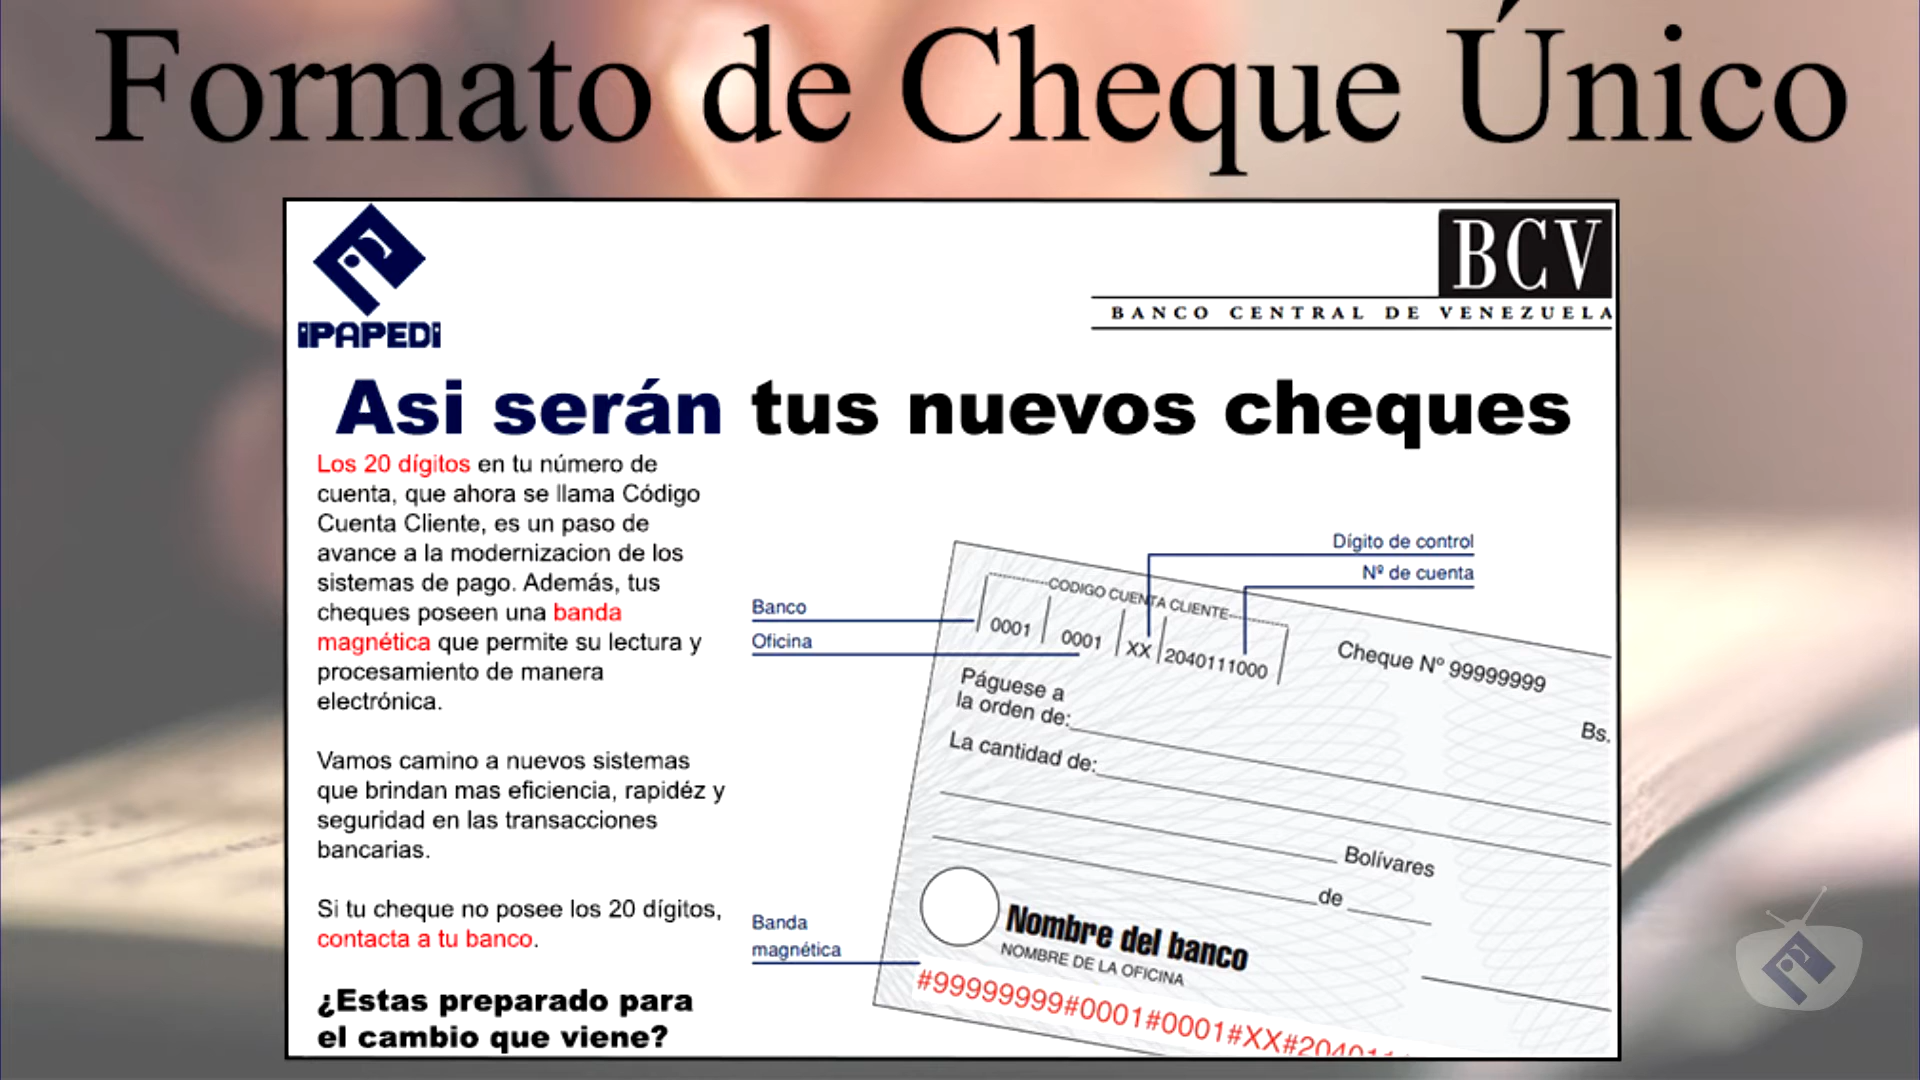 Formato de Cheque Único
iPAPEDi
BCV
BANCO CENTRAL DE VENEZUELA
Asi serán tus nuevos cheques
Los 20 dígitos en tu número de
cuenta, que ahora se llama Código
Cuenta Cliente, es un paso de
avance a la modernizacion de los
sistemas de pago. Además, tus
cheques poseen una banda
magnética que permite su lectura y
procesamiento de manera
electrónica.
Vamos camino a nuevos sistemas
que brindan mas eficiencia, rapidéz y
seguridad en las transacciones
bancarias.
Si tu cheque no posee los 20 dígitos,
contacta a tu banco.
¿Estas preparado para
el cambio que viene?
Dígito de control
Nº de cuenta
Banco
Oficina
CODIGO CUENTA CLIENTE
0001 0001 XX 2040111000
Cheque Nº 99999999
Páguese a
la orden de:
Bs.
La cantidad de:
Bolívares
de
Banda
magnética
Nombre del banco
NOMBRE DE LA OFICINA
#99999999#0001#0001#XX#204011